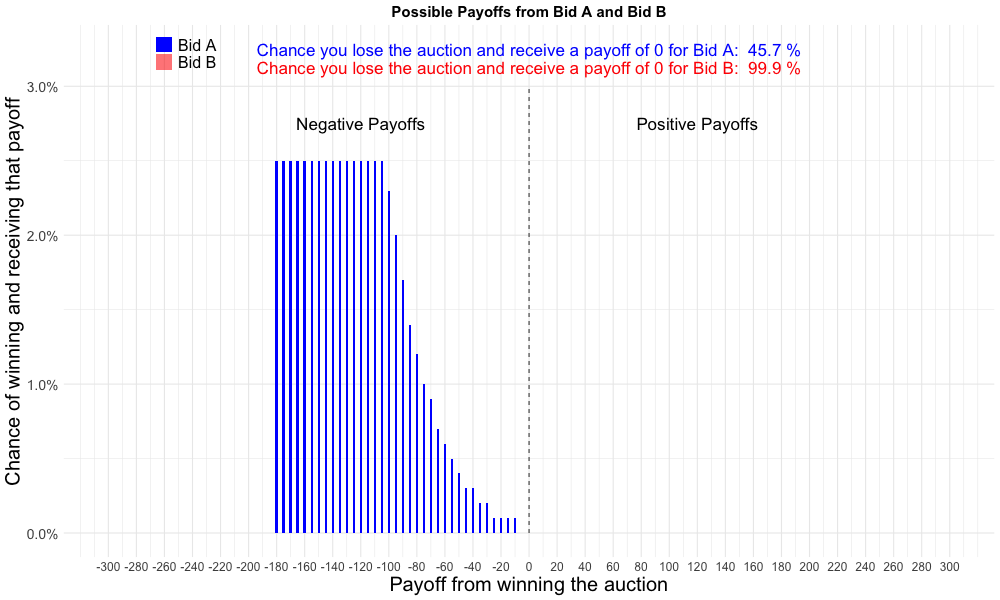 Possible Payoffs from Bid A and Bid B
Bid A
Bid B
Chance you lose the auction and receive a payoff of 0 for Bid A: 45.7 %
Chance you lose the auction and receive a payoff of 0 for Bid B: 99.9 %
Negative Payoffs
Positive Payoffs
Chance of winning and receiving that payoff
3.0%
2.0%
1.0%
0.0%
-300 -280 -260 -240 -220 -200 -180 -160 -140 -120 -100 -80 -60 -40 -20 0 20 40 60 80 100 120 140 160 180 200 220 240 260 280 300
Payoff from winning the auction